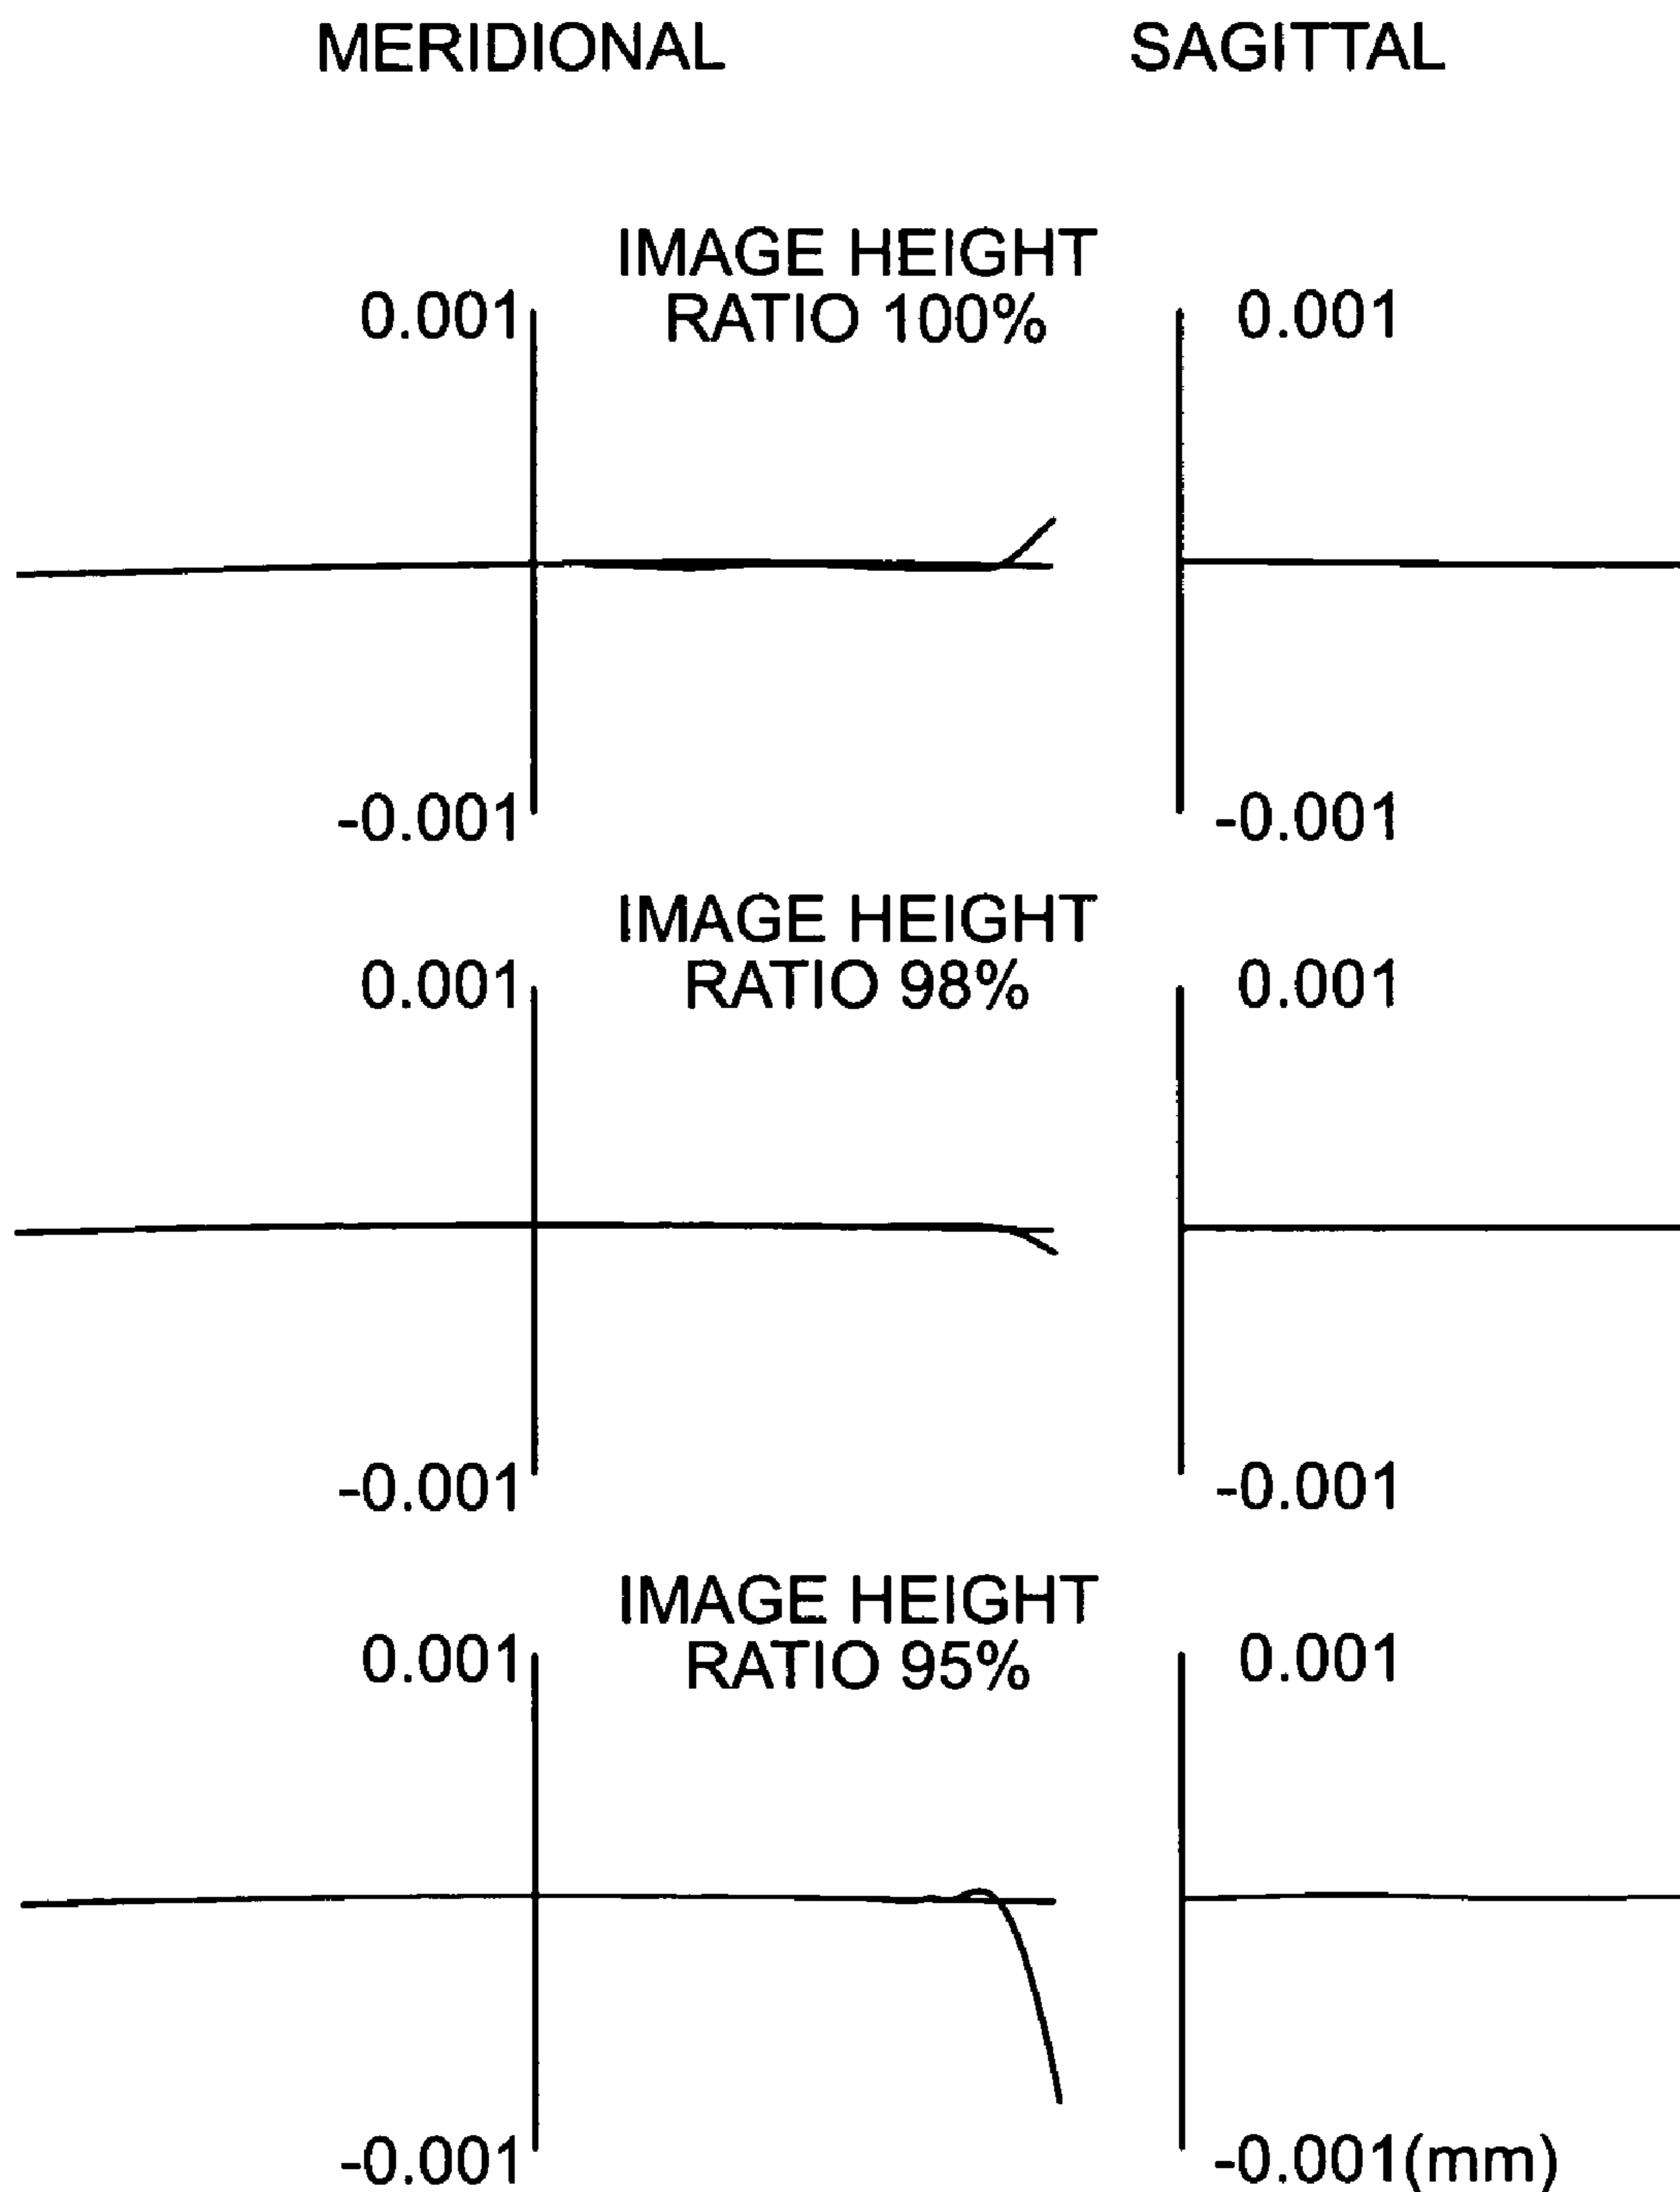 MERIDIONAL SAGITTAL
IMAGE HEIGHT
0.001 RATIO 100% 0.001
-0.001 -0.001
IMAGE HEIGHT
0.001 RATIO 98% 0.001
-0.001 -0.001
IMAGE HEIGHT
0.001 RATIO 95% 0.001
-0.001 -0.001(mm)